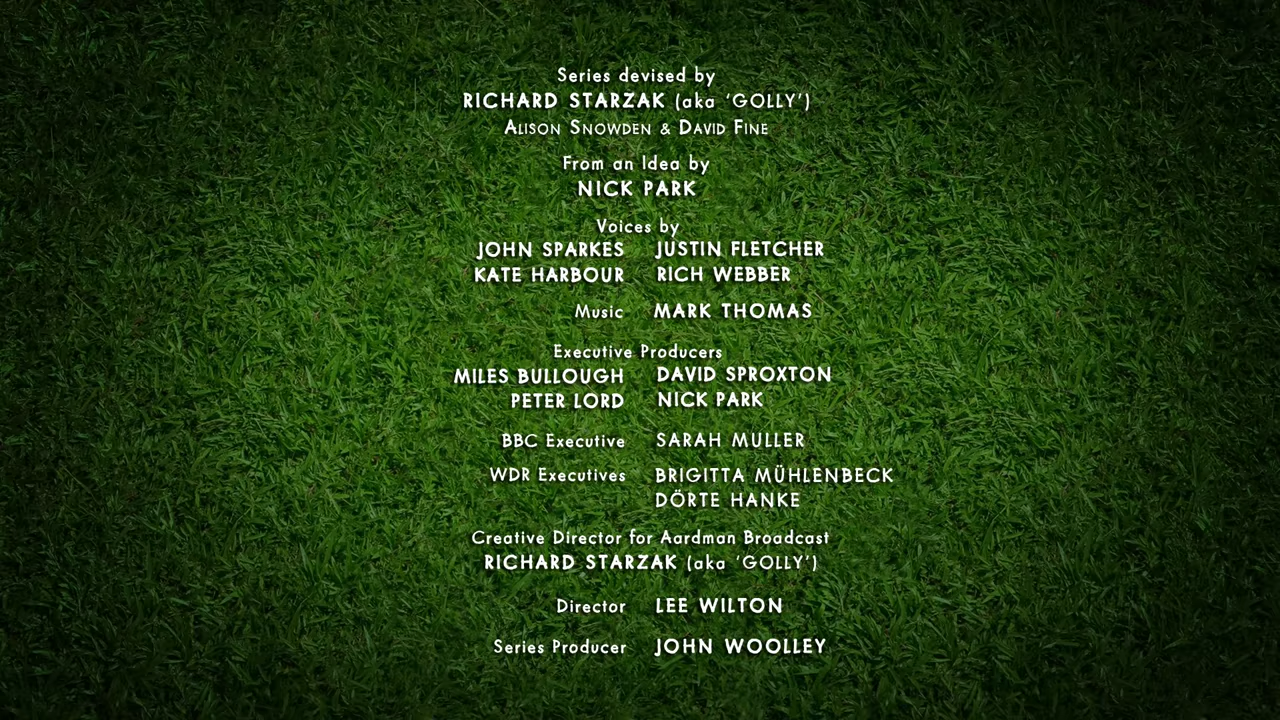 Series devised by
RICHARD STARZAK (aka ‘GOLLY’)
ALISON SNOWDEN & DAVID FINE
From an Idea by
NICK PARK
Voices by
JOHN SPARKES JUSTIN FLETCHER
KATE HARBOUR RICH WEBBER
Music MARK THOMAS
Executive Producers
MILES BULLOUGH DAVID SPROXTON
PETER LORD NICK PARK
BBC Executive SARAH MULLER
WDR Executives BRIGITTA MÜHLENBECK
DÖRTE HANKE
Creative Director for Aardman Broadcast
RICHARD STARZAK (aka ‘GOLLY’)
Director LEE WILTON
Series Producer JOHN WOOLLEY